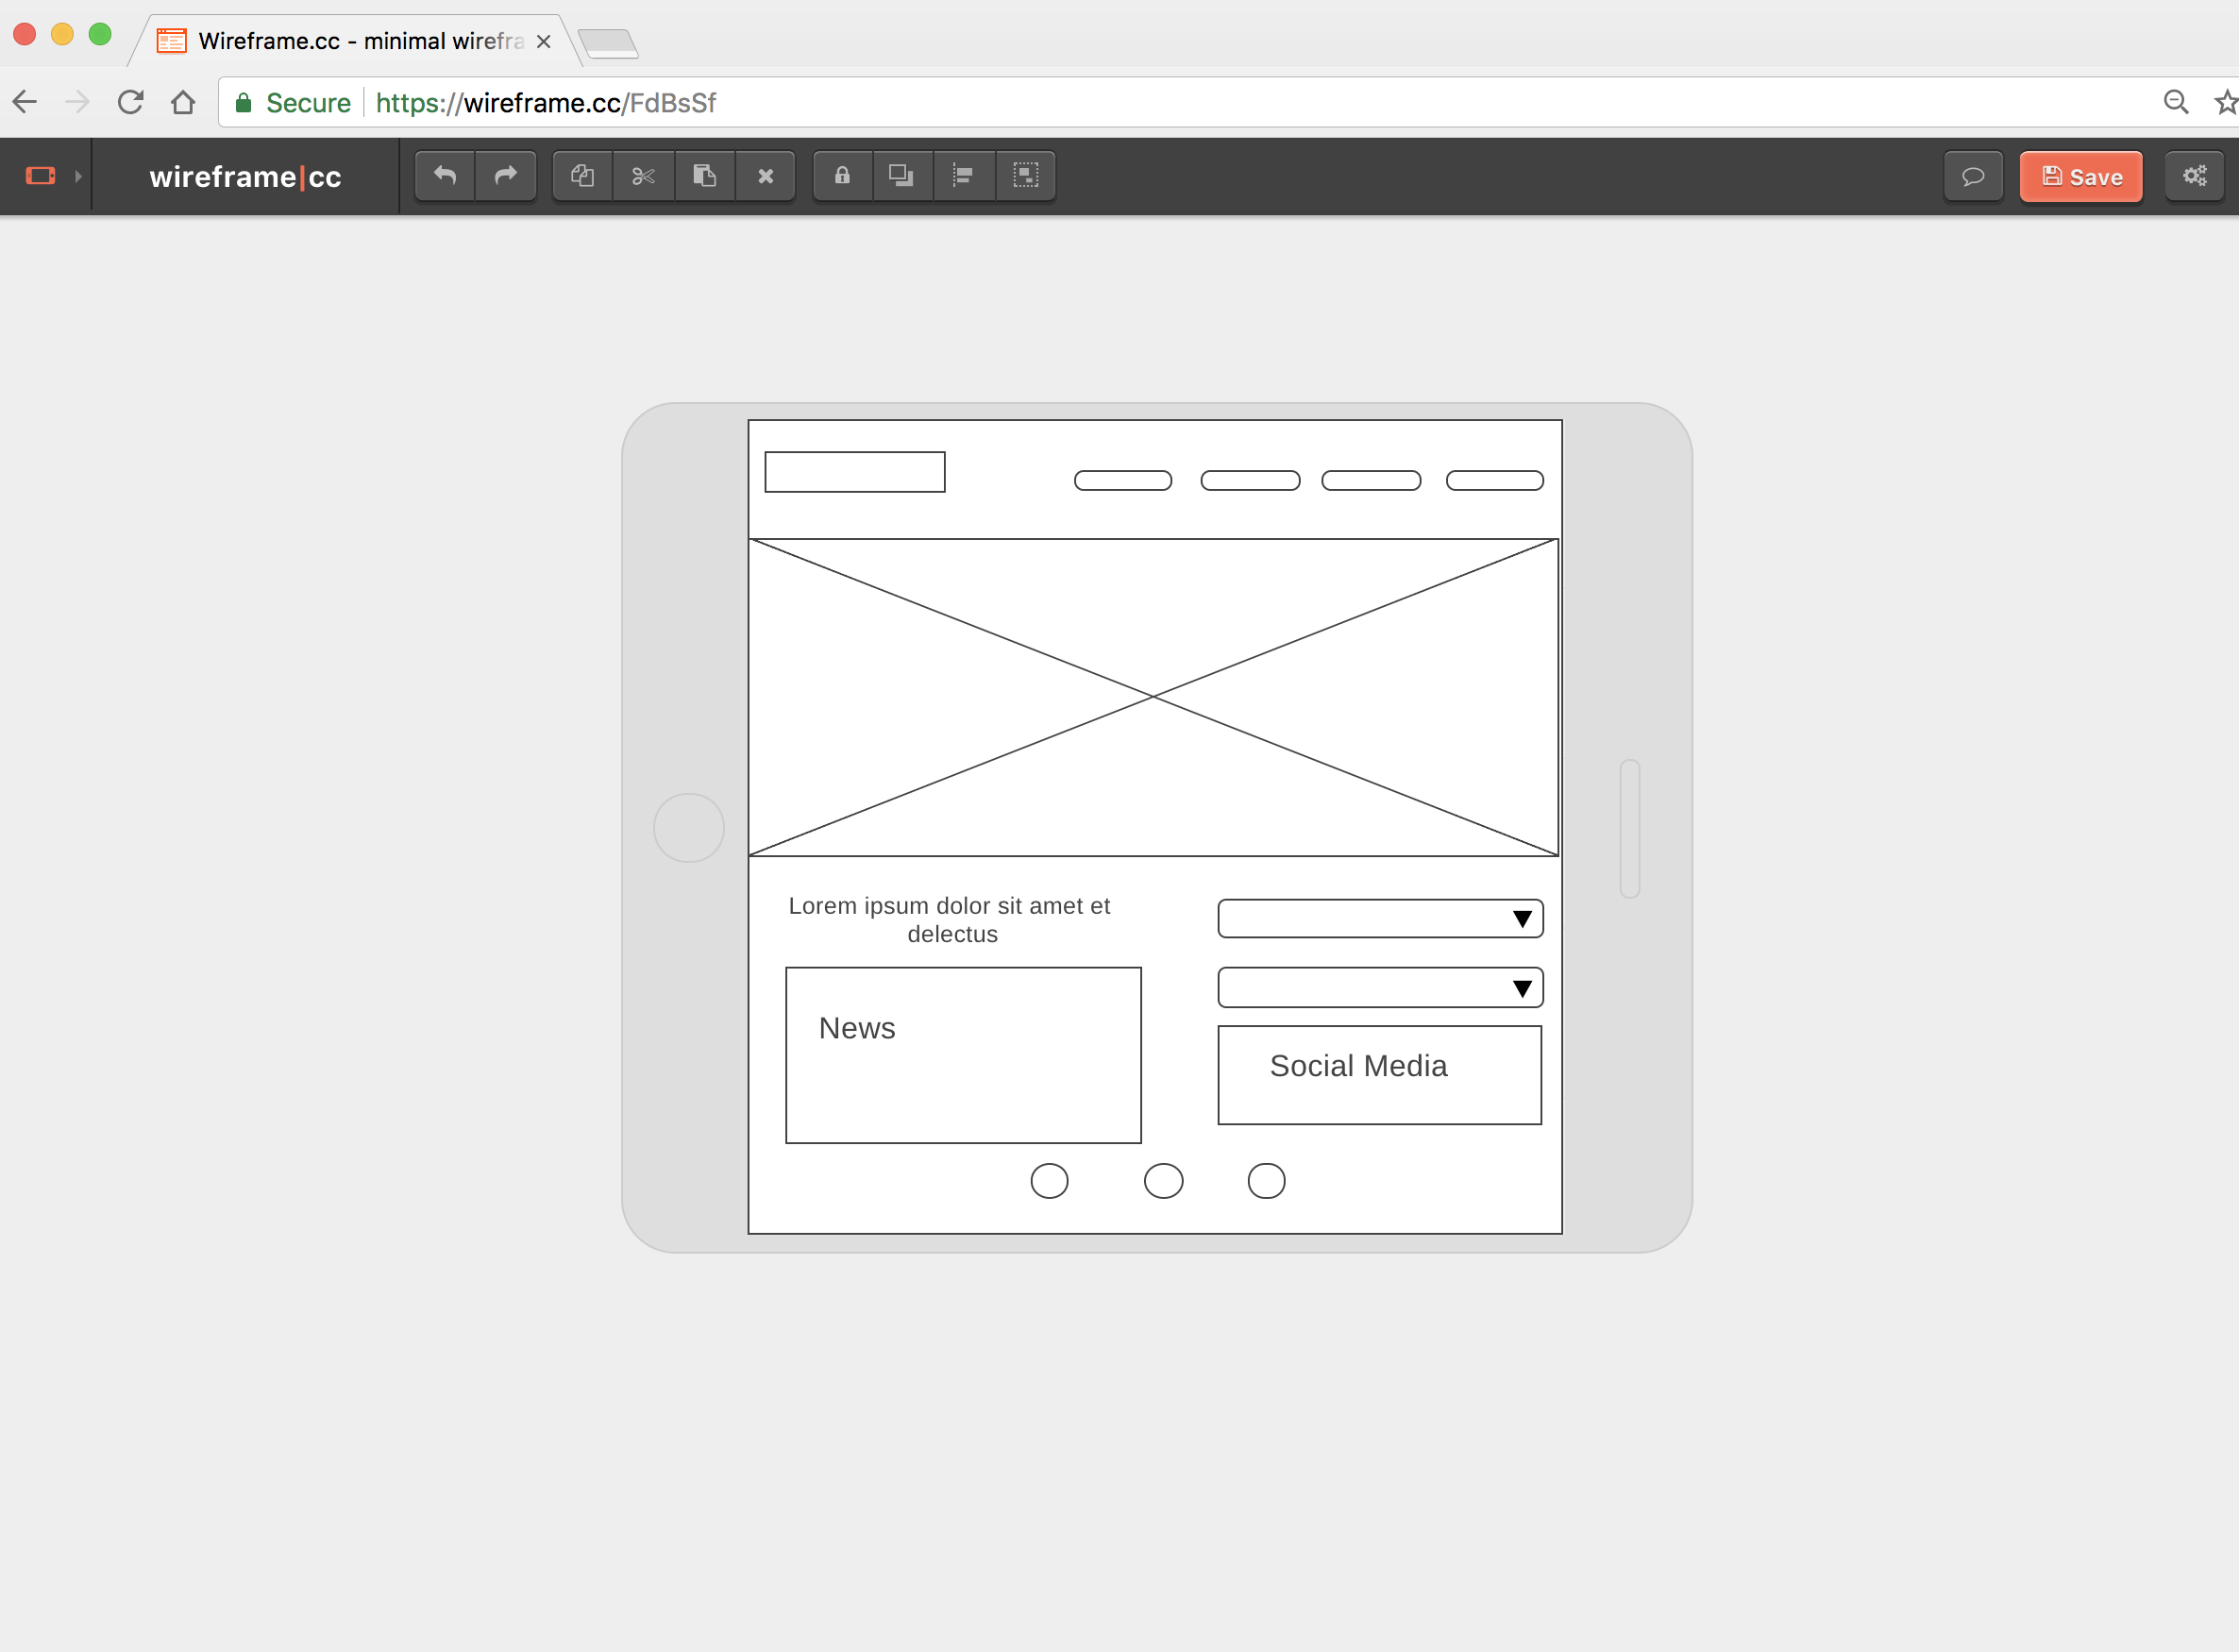 Wireframe.cc - minimal wirefra
Secure https://wireframe.cc/FdBsSf
wireframe|cc
Save
Lorem ipsum dolor sit amet et
delectus
News
Social Media